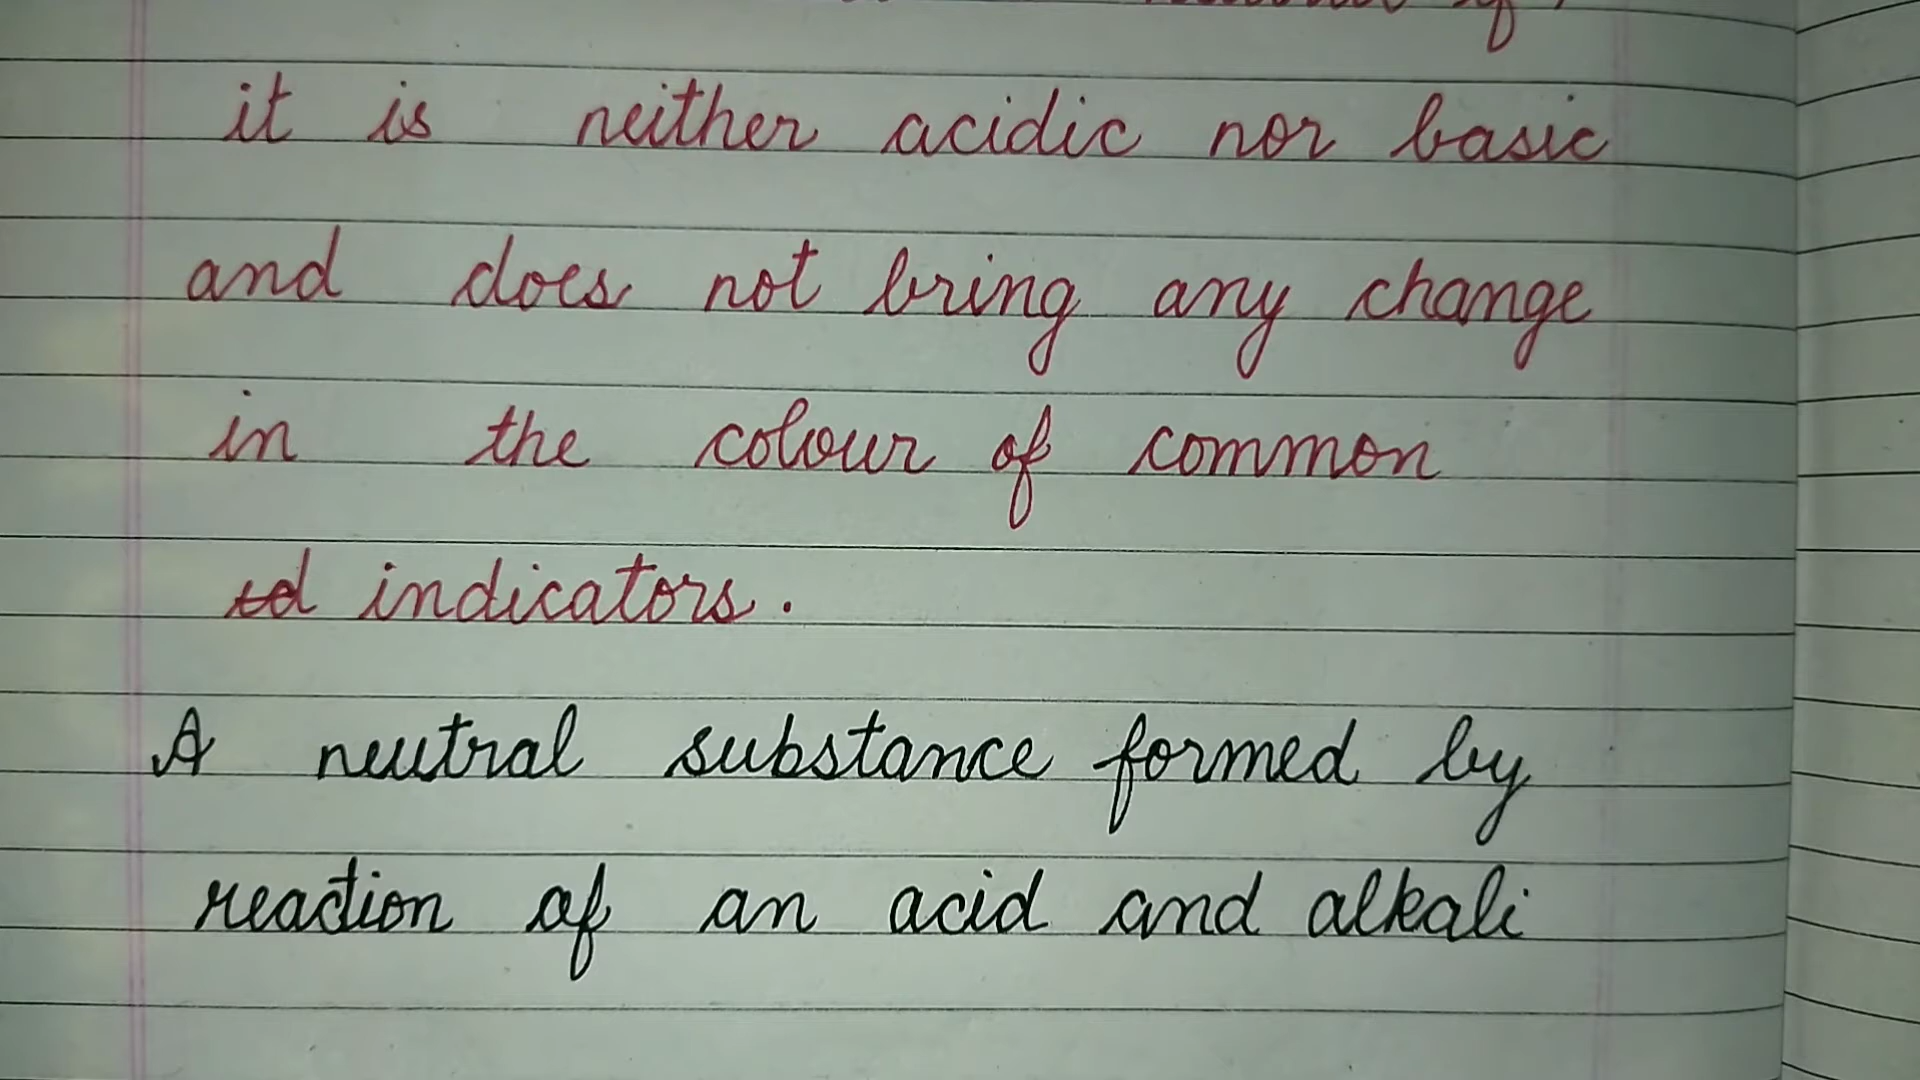 it is neither acidic nor basic
and does not bring any change
in the colour of common
indicators.
A neutral substance formed by
reaction of an acid and alkali